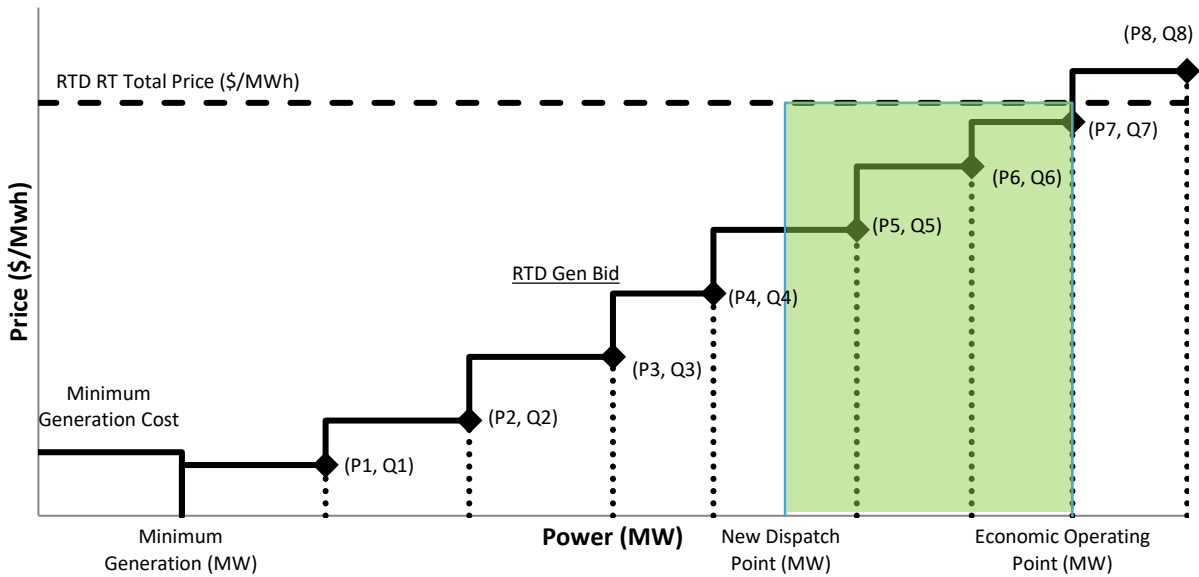 (P8, Q8)
RTD RT Total Price ($/MWh)
(P7, Q7)
(P6, Q6)
(P5, Q5)
RTD Gen Bid
(P4, Q4)
Price ($/Mwh)
(P3, Q3)
Minimum
Generation Cost
(P2, Q2)
(P1, Q1)
Minimum
Generation (MW)
Power (MW)
New Dispatch
Point (MW)
Economic Operating
Point (MW)